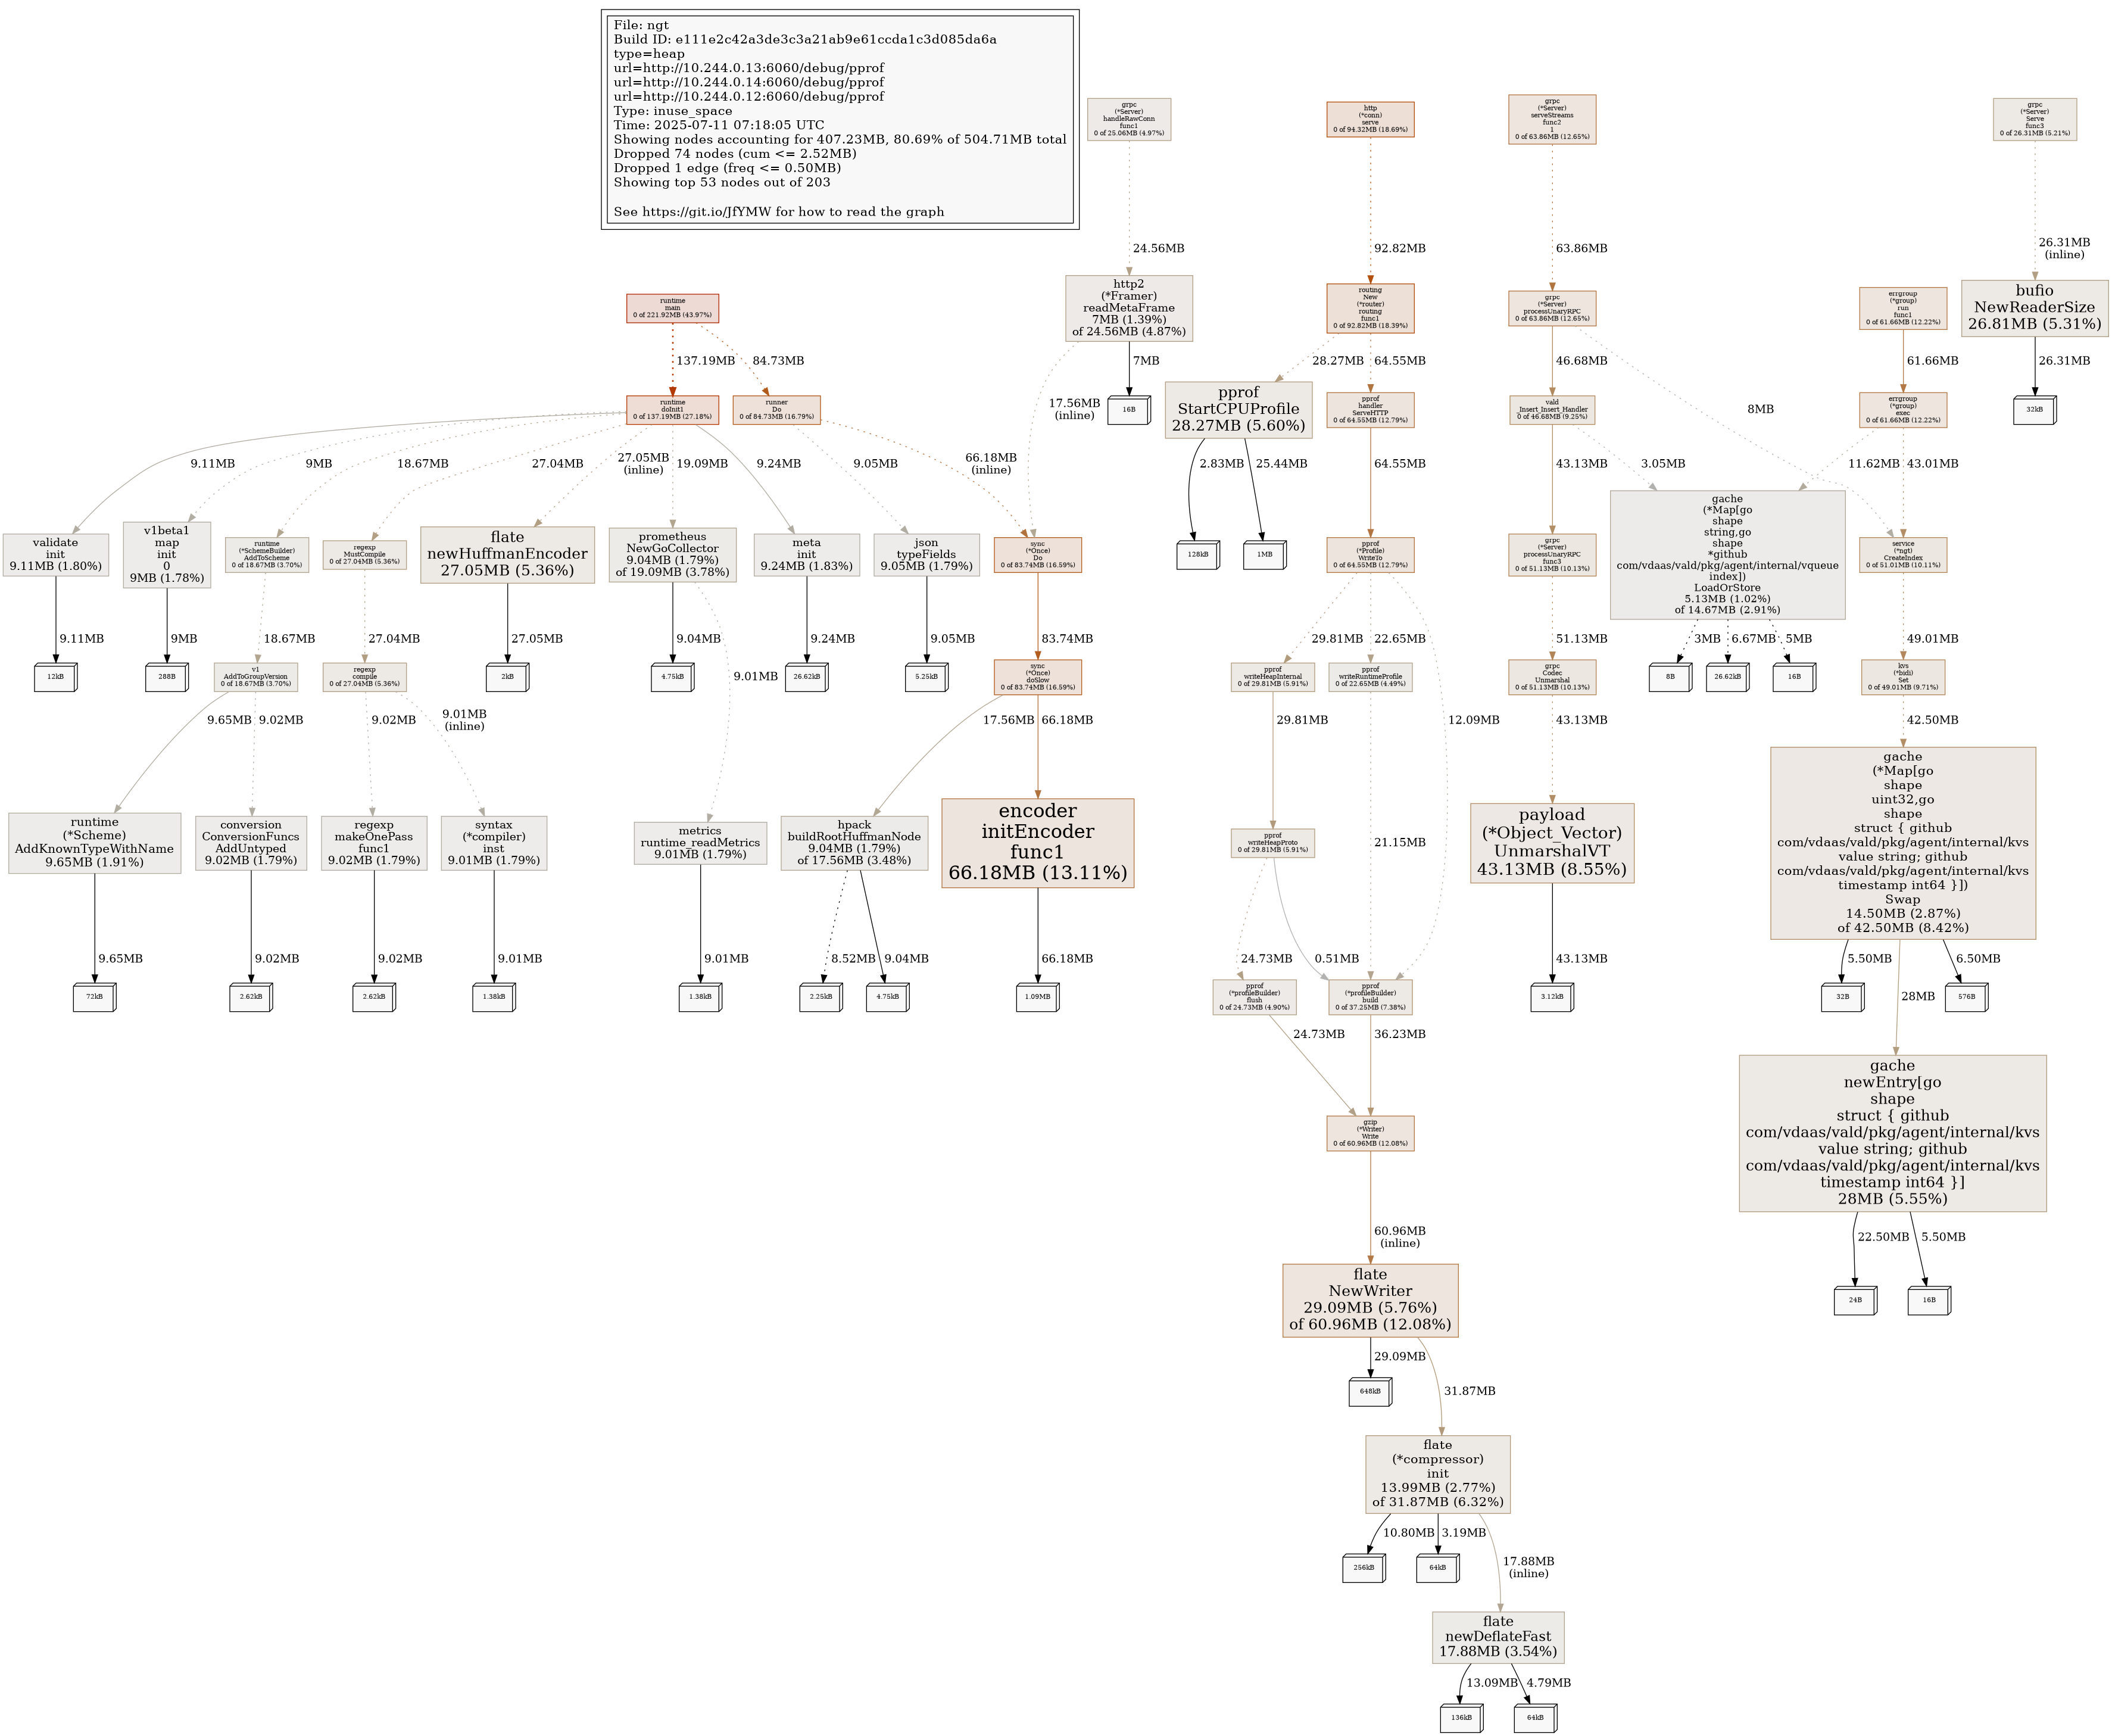 File: ngt
Build ID: e111e2c42a3de3c3a21ab9e61ccda1c3d085da6a
type=heap
url=http://10.244.0.13:6060/debug/pprof
url=http://10.244.0.14:6060/debug/pprof
url=http://10.244.0.12:6060/debug/pprof
Type: inuse_space
Time: 2025-07-11 07:18:05 UTC
Showing nodes accounting for 407.23MB, 80.69% of 504.71MB total
Dropped 74 nodes (cum <= 2.52MB)
Dropped 1 edge (freq <= 0.50MB)
Showing top 53 nodes out of 203
See https://git.io/JfYMW for how to read the graph
grpc
(*Server)
handleRawConn
func1
0 of 25.06MB (4.97%)
http
(*conn)
serve
0 of 94.32MB (18.69%)
grpc
(*Server)
serveStreams
func2
1
0 of 63.86MB (12.65%)
grpc
(*Server)
Serve
func3
0 of 26.31MB (5.21%)
24.56MB
92.82MB
63.86MB
26.31MB
(inline)
runtime
main
0 of 221.92MB (43.97%)
http2
(*Framer)
readMetaFrame
7MB (1.39%)
of 24.56MB (4.87%)
routing
New
(*router)
routing
func1
0 of 92.82MB (18.39%)
grpc
(*Server)
processUnaryRPC
0 of 63.86MB (12.65%)
errgroup
(*group)
run
func1
0 of 61.66MB (12.22%)
bufio
NewReaderSize
26.81MB (5.31%)
137.19MB
84.73MB
7MB
28.27MB
64.55MB
46.68MB
8MB
61.66MB
26.31MB
runtime
doInit1
0 of 137.19MB (27.18%)
runner
Do
0 of 84.73MB (16.79%)
17.56MB
(inline)
16B
pprof
StartCPUProfile
28.27MB (5.60%)
pprof
handler
ServeHTTP
0 of 64.55MB (12.79%)
vald
_Insert_Insert_Handler
0 of 46.68MB (9.25%)
errgroup
(*group)
exec
0 of 61.66MB (12.22%)
32kB
9.11MB
9MB
18.67MB
27.04MB
27.05MB
(inline)
19.09MB
9.24MB
9.05MB
66.18MB
(inline)
2.83MB
25.44MB
64.55MB
43.13MB
3.05MB
11.62MB
43.01MB
validate
init
9.11MB (1.80%)
v1beta1
map
init
0
9MB (1.78%)
runtime
(*SchemeBuilder)
AddToScheme
0 of 18.67MB (3.70%)
regexp
MustCompile
0 of 27.04MB (5.36%)
flate
newHuffmanEncoder
27.05MB (5.36%)
prometheus
NewGoCollector
9.04MB (1.79%)
of 19.09MB (3.78%)
meta
init
9.24MB (1.83%)
json
typeFields
9.05MB (1.79%)
sync
(*Once)
Do
0 of 83.74MB (16.59%)
128kB
1MB
pprof
(*Profile)
WriteTo
0 of 64.55MB (12.79%)
grpc
(*Server)
processUnaryRPC
func3
0 of 51.13MB (10.13%)
gache
(*Map[go
shape
string,go
shape
*github
com/vdaas/vald/pkg/agent/internal/vqueue
index])
LoadOrStore
5.13MB (1.02%)
of 14.67MB (2.91%)
service
(*ngt)
CreateIndex
0 of 51.01MB (10.11%)
9.11MB
9MB
18.67MB
27.04MB
27.05MB
9.04MB
9.01MB
9.24MB
9.05MB
83.74MB
29.81MB
22.65MB
12.09MB
51.13MB
3MB
6.67MB
5MB
49.01MB
12kB
288B
v1
AddToGroupVersion
0 of 18.67MB (3.70%)
regexp
compile
0 of 27.04MB (5.36%)
2kB
4.75kB
26.62kB
5.25kB
sync
(*Once)
doSlow
0 of 83.74MB (16.59%)
pprof
writeHeapInternal
0 of 29.81MB (5.91%)
pprof
writeRuntimeProfile
0 of 22.65MB (4.49%)
grpc
Codec
Unmarshal
0 of 51.13MB (10.13%)
8B
26.62kB
16B
kvs
(*bidi)
Set
0 of 49.01MB (9.71%)
9.65MB
9.02MB
9.02MB
9.01MB
(inline)
17.56MB
66.18MB
29.81MB
21.15MB
43.13MB
42.50MB
runtime
(*Scheme)
AddKnownTypeWithName
9.65MB (1.91%)
conversion
ConversionFuncs
AddUntyped
9.02MB (1.79%)
regexp
makeOnePass
func1
9.02MB (1.79%)
syntax
(*compiler)
inst
9.01MB (1.79%)
metrics
runtime_readMetrics
9.01MB (1.79%)
hpack
buildRootHuffmanNode
9.04MB (1.79%)
of 17.56MB (3.48%)
encoder
initEncoder
func1
66.18MB (13.11%)
pprof
writeHeapProto
0 of 29.81MB (5.91%)
payload
(*Object_Vector)
UnmarshalVT
43.13MB (8.55%)
gache
(*Map[go
shape
uint32,go
shape
struct { github
com/vdaas/vald/pkg/agent/internal/kvs
value string; github
com/vdaas/vald/pkg/agent/internal/kvs
timestamp int64 }])
Swap
14.50MB (2.87%)
of 42.50MB (8.42%)
9.65MB
9.02MB
9.02MB
9.01MB
9.01MB
8.52MB
9.04MB
66.18MB
24.73MB
0.51MB
43.13MB
5.50MB
28MB
6.50MB
72kB
2.62kB
2.62kB
1.38kB
1.38kB
2.25kB
4.75kB
1.09MB
pprof
(*profileBuilder)
flush
0 of 24.73MB (4.90%)
pprof
(*profileBuilder)
build
0 of 37.25MB (7.38%)
3.12kB
32B
576B
24.73MB
36.23MB
gache
newEntry[go
shape
struct { github
com/vdaas/vald/pkg/agent/internal/kvs
value string; github
com/vdaas/vald/pkg/agent/internal/kvs
timestamp int64 }]
28MB (5.55%)
gzip
(*Writer)
Write
0 of 60.96MB (12.08%)
60.96MB
(inline)
22.50MB
5.50MB
flate
NewWriter
29.09MB (5.76%)
of 60.96MB (12.08%)
24B
16B
29.09MB
31.87MB
648kB
flate
(*compressor)
init
13.99MB (2.77%)
of 31.87MB (6.32%)
10.80MB
3.19MB
17.88MB
(inline)
256kB
64kB
flate
newDeflateFast
17.88MB (3.54%)
13.09MB
4.79MB
136kB
64kB